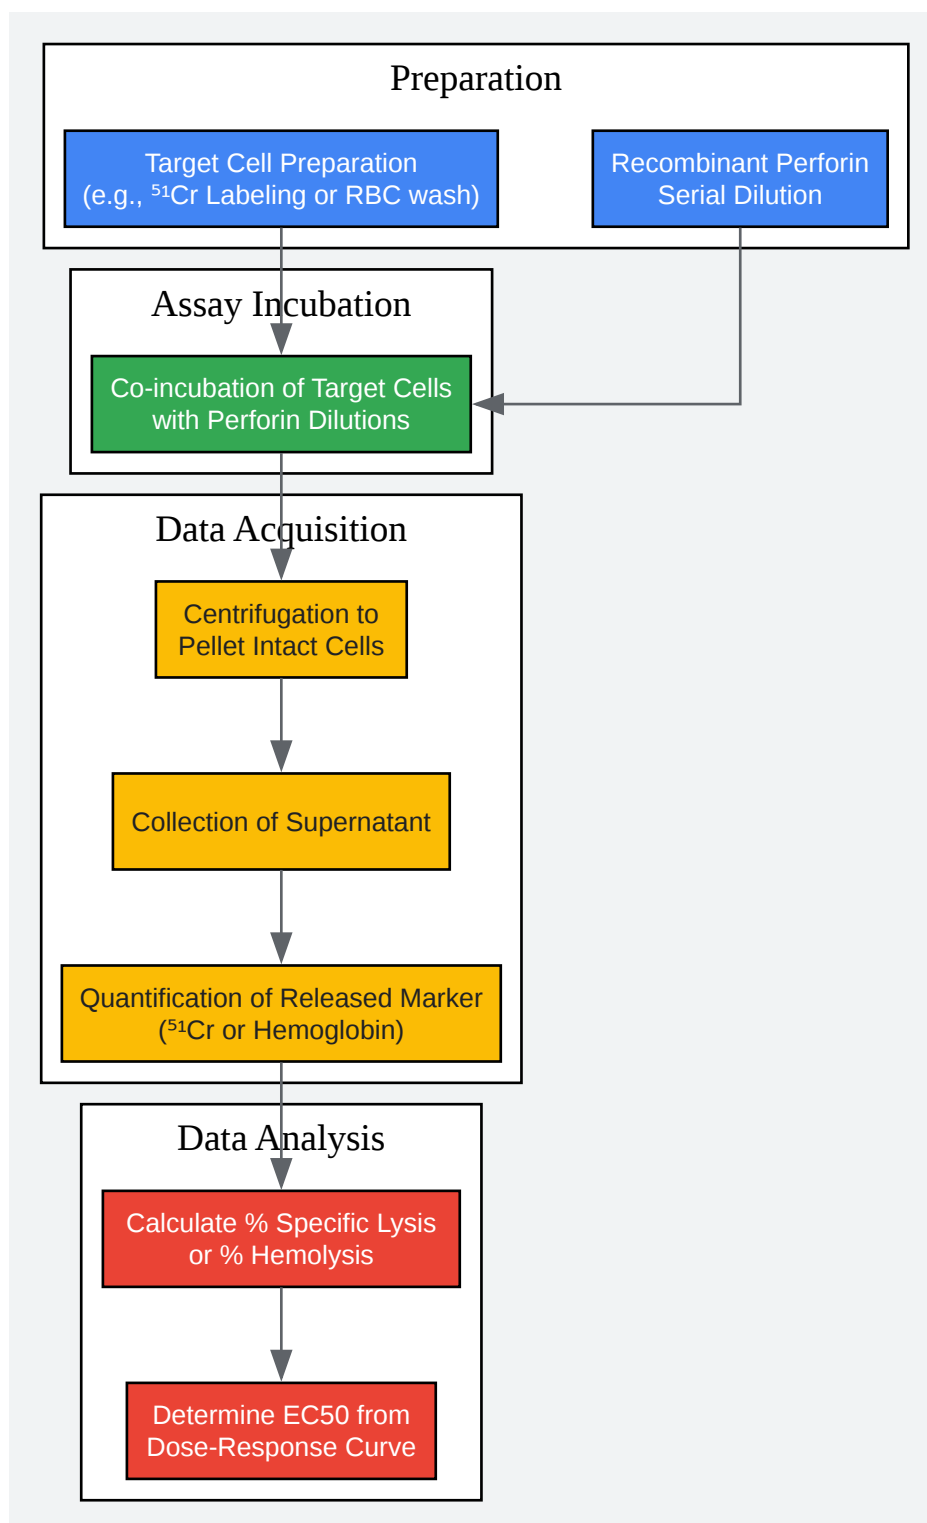 Preparation
Target Cell Preparation
(e.g., ⁵¹Cr Labeling or RBC wash)
Recombinant Perforin
Serial Dilution
Assay Incubation
Co-incubation of Target Cells
with Perforin Dilutions
Data Acquisition
Centrifugation to
Pellet Intact Cells
Collection of Supernatant
Quantification of Released Marker
(⁵¹Cr or Hemoglobin)
Data Analysis
Calculate % Specific Lysis
or % Hemolysis
Determine EC50 from
Dose-Response Curve